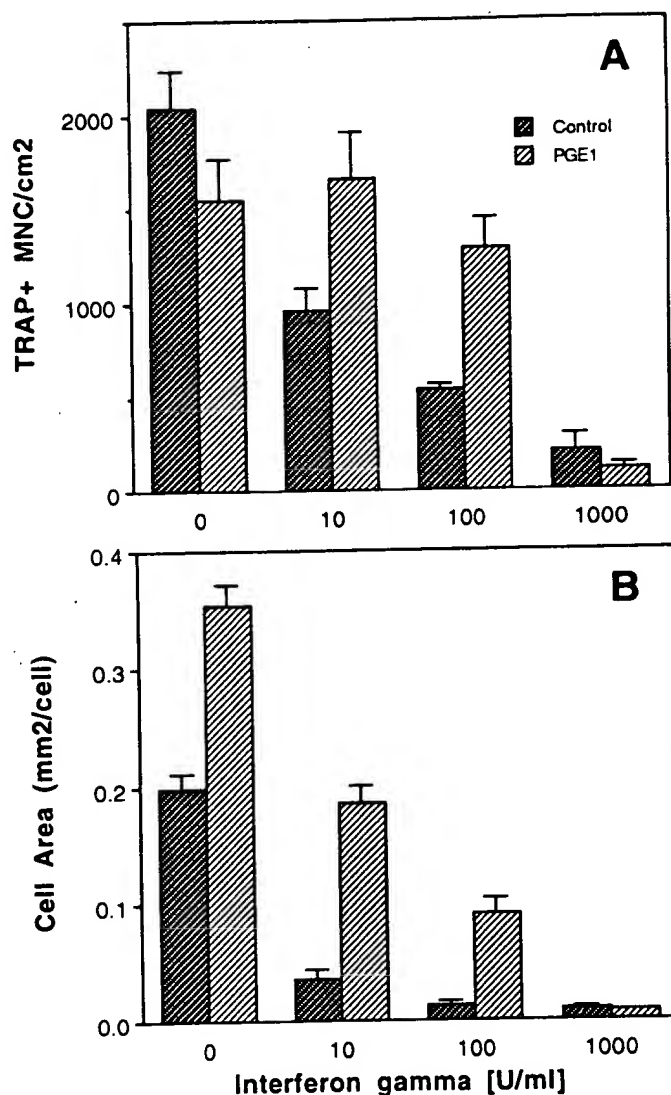 A
TRAP+ MNC/cm2
2000
1000
0
Control
PGE1
0 10 100 1000
B
Cell Area (mm2/cell)
0.4
0.3
0.2
0.1
0.0
0 10 100 1000
Interferon gamma [U/ml]